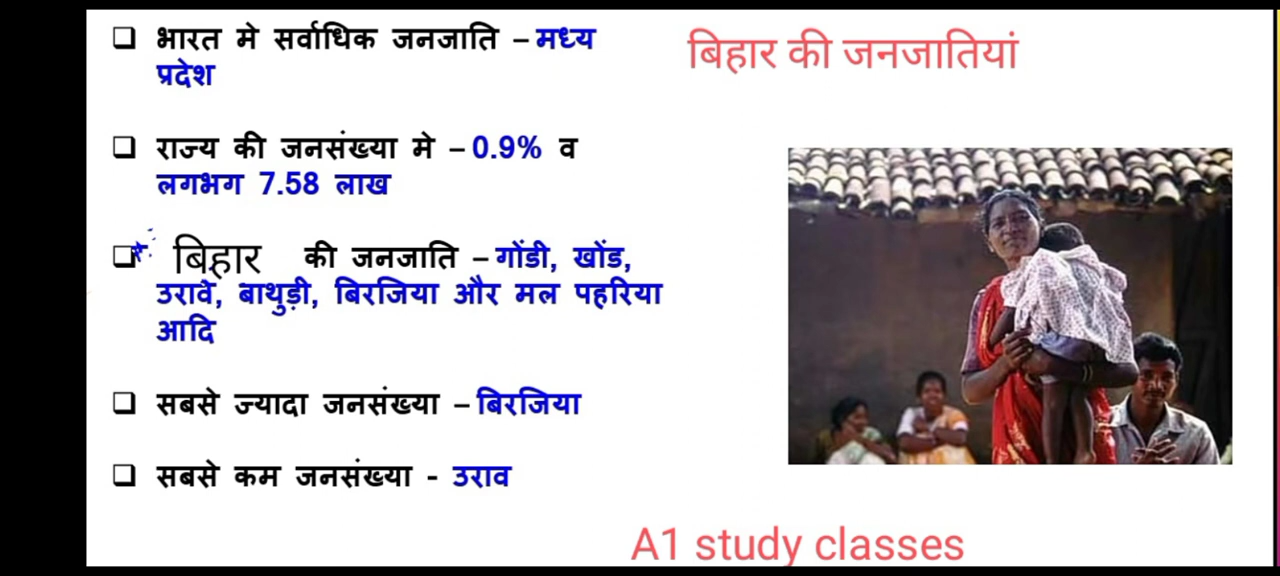 बिहार की जनजातियां
भारत मे सर्वाधिक जनजाति – मध्य
प्रदेश
राज्य की जनसंख्या मे – 0.9% व
लगभग 7.58 लाख
बिहार की जनजाति – गोंडी, खोंड,
उरावे, बाथुड़ी, बिरजिया और मल पहरिया
आदि
सबसे ज्यादा जनसंख्या – बिरजिया
सबसे कम जनसंख्या - उराव
A1 study classes